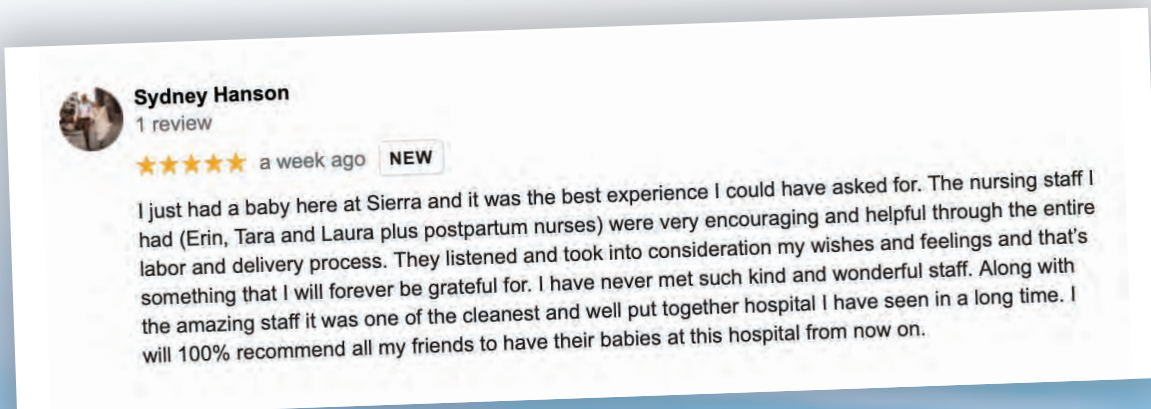 Sydney Hanson
1 review
a week ago NEW
I just had a baby here at Sierra and it was the best experience I could have asked for. The nursing staff I
had (Erin, Tara and Laura plus postpartum nurses) were very encouraging and helpful through the entire
labor and delivery process. They listened and took into consideration my wishes and feelings and that's
something that I will forever be grateful for. I have never met such kind and wonderful staff. Along with
the amazing staff it was one of the cleanest and well put together hospital I have seen in a long time. I
will 100% recommend all my friends to have their babies at this hospital from now on.